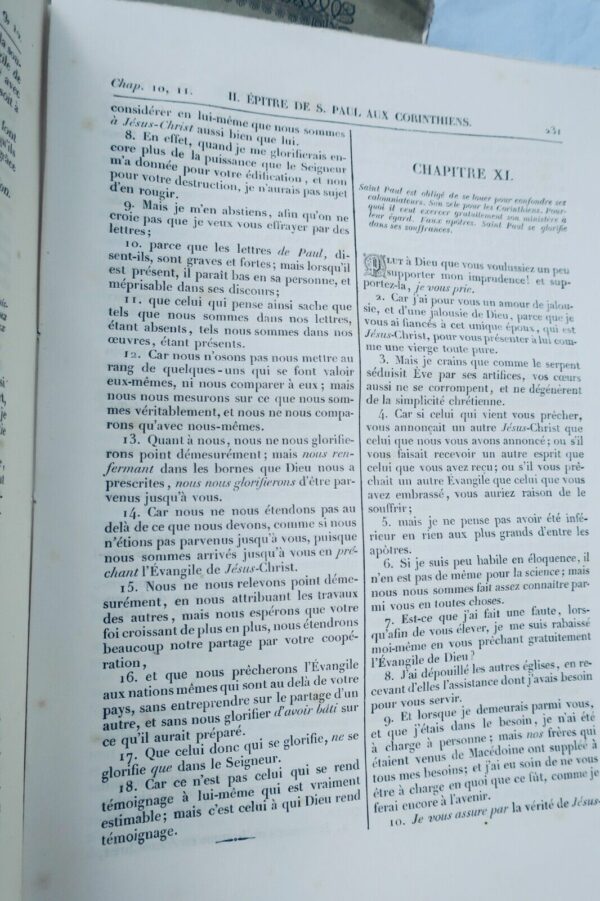 Chap. 10, 11.
II. ÉPITRE DE S. PAUL AUX CORINTHIENS.
231
considérer en lui-même que nous sommes
à Jésus-Christ aussi bien que lui.
8. En effet, quand je me glorifierais en-
core plus de la puissance que le Seigneur
m'a donnée pour votre édification, et non
pour votre destruction, je n'aurais pas sujet
d'en rougir.
9. Mais je m'en abstiens, afin qu'on ne
croie pas que je veux vous effrayer par des
lettres;
10. parce que les lettres de Paul, di-
sent-ils, sont graves et fortes; mais lorsqu'il
est présent, il paraît bas en sa personne, et
méprisable dans ses discours;
11. que celui qui pense ainsi sache que
tels que nous sommes dans nos lettres,
étant absents, tels nous sommes dans nos
œuvres, étant présents.
12. Car nous n'osons pas nous mettre au
rang de quelques-uns qui se font valoir
eux-mêmes, ni nous comparer à eux; mais
nous nous mesurons sur ce que nous som-
mes véritablement, et nous ne nous compa-
rons qu'avec nous-mêmes.
13. Quant à nous, nous ne nous glorifie-
rons point démesurément; mais nous ren-
fermant dans les bornes que Dieu nous a
prescrites, nous nous glorifierons d'être par-
venus jusqu'à vous.
14. Car nous ne nous étendons pas au
delà de ce que nous devons, comme si nous
n'étions pas parvenus jusqu'à vous, puisque
nous sommes arrivés jusqu'à vous en prê-
chant l'Évangile de Jésus-Christ.
15. Nous ne nous relevons point déme-
surément, en nous attribuant les travaux
des autres, mais nous espérons que votre
foi croissant de plus en plus, nous étendrons
beaucoup notre partage par votre coopé-
ration,
16. et que nous prêcherons l'Évangile
aux nations mêmes qui sont au delà de votre
pays, sans entreprendre sur le partage d'un
autre, et sans nous glorifier d'avoir bâti sur
ce qu'il aurait préparé.
17. Que celui donc qui se glorifie, ne se
glorifie que dans le Seigneur.
18. Car ce n'est pas celui qui se rend
témoignage à lui-même qui est vraiment
estimable; mais c'est celui à qui Dieu rend
témoignage.
CHAPITRE XI.
Saint Paul est obligé de se louer pour confondre ses
calomniateurs. Son zèle pour les Corinthiens. Pour-
quoi il veut exercer gratuitement son ministère à
leur égard. Faux apôtres. Saint Paul se glorifie
dans ses souffrances.
PLUT à Dieu que vous voulussiez un peu
supporter mon imprudence! et sup-
portez-la, je vous prie.
2. Car j'ai pour vous un amour de jalou-
sie, et d'une jalousie de Dieu, parce que je
vous ai fiancés à cet unique époux, qui est
Jésus-Christ, pour vous présenter à lui com-
me une vierge toute pure.
3. Mais je crains que comme le serpent
séduisit Ève par ses artifices, vos cœurs
aussi ne se corrompent, et ne dégénèrent
de la simplicité chrétienne.
4. Car si celui qui vient vous prêcher,
vous annonçait un autre Jésus-Christ que
celui que nous vous avons annoncé; ou s'il
vous faisait recevoir un autre esprit que
celui que vous avez reçu; ou s'il vous prê-
chait un autre Évangile que celui que vous
avez embrassé, vous auriez raison de le
souffrir;
5. mais je ne pense pas avoir été infé-
rieur en rien aux plus grands d'entre les
apôtres.
6. Si je suis peu habile en éloquence, il
n'en est pas de même pour la science; mais
nous nous sommes fait assez connaître par-
mi vous en toutes choses.
7. Est-ce que j'ai fait une faute, lors-
qu'afin de vous élever, je me suis rabaissé
moi-même en vous prêchant gratuitement
l'Évangile de Dieu?
8. J'ai dépouillé les autres églises, en re-
cevant d'elles l'assistance dont j'avais besoin
pour vous servir.
9. Et lorsque je demeurais parmi vous,
et que j'étais dans le besoin, je n'ai été
à charge à personne; mais nos frères qui
étaient venus de Macédoine ont suppléé à
tous mes besoins; et j'ai eu soin de ne vous
être à charge en quoi que ce fût, comme je
ferai encore à l'avenir.
10. Je vous assure par la vérité de Jésus-